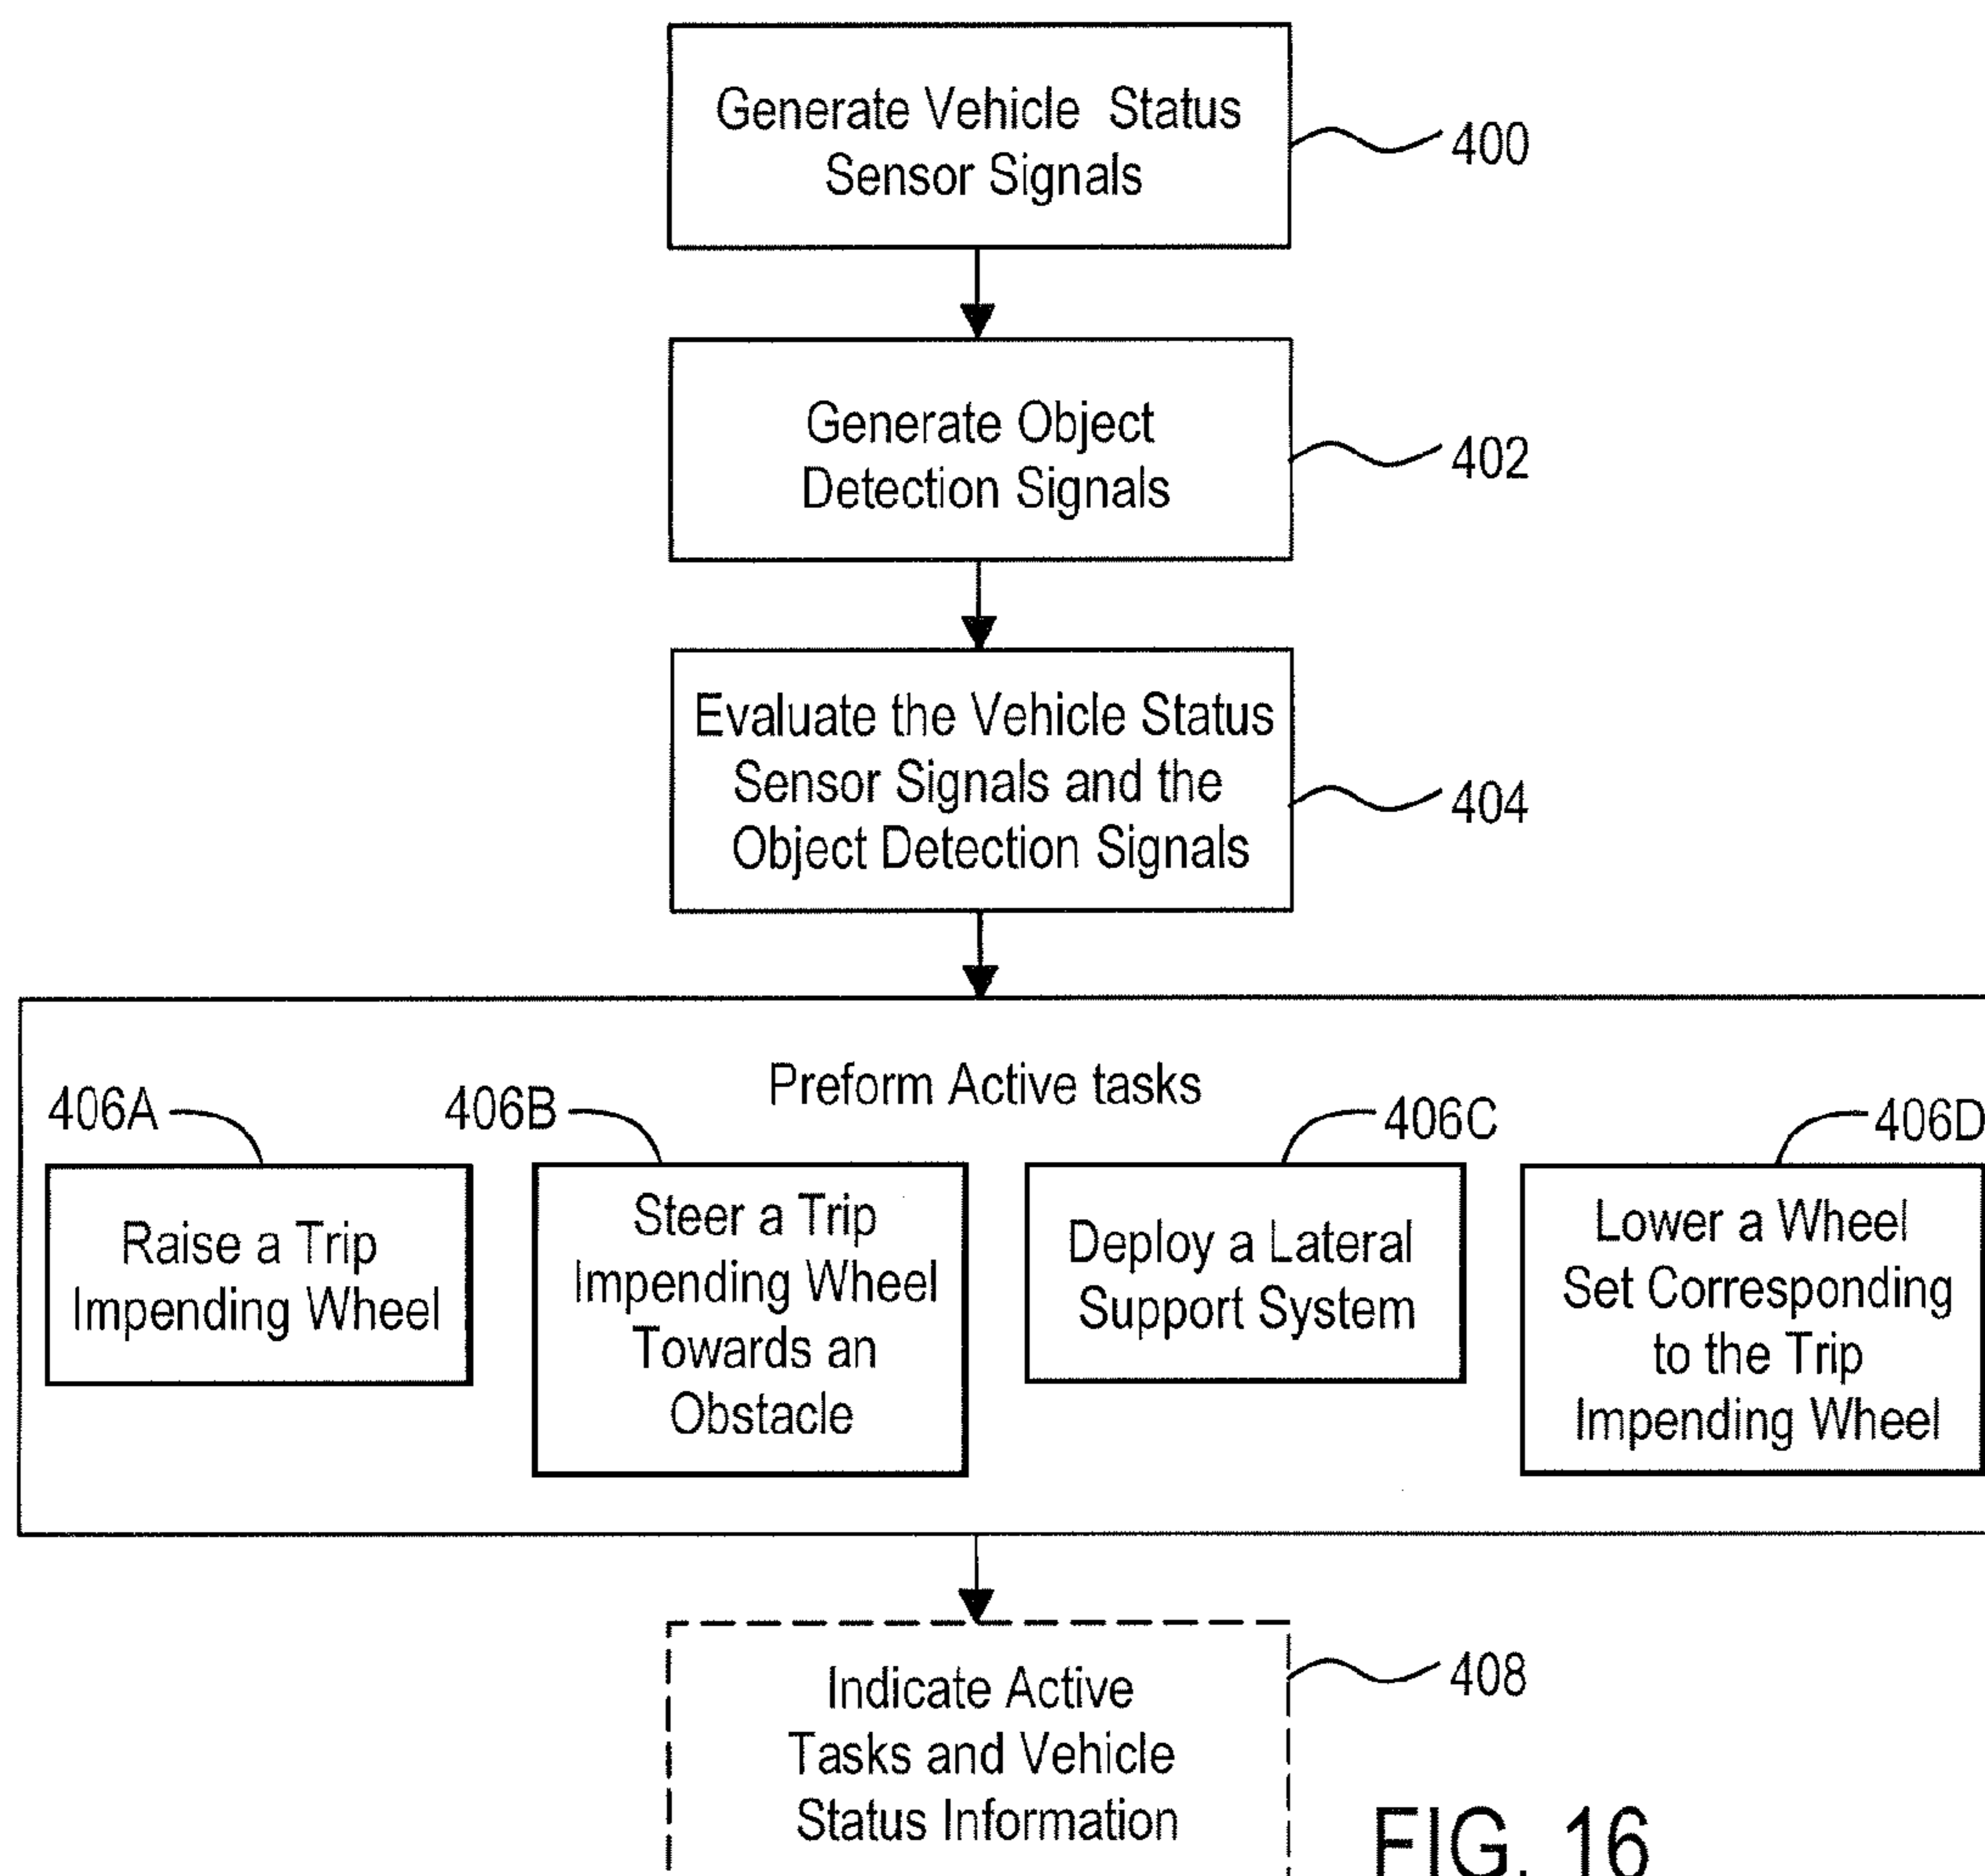 Generate Vehicle Status
Sensor Signals
400
Generate Object
Detection Signals
402
Evaluate the Vehicle Status
Sensor Signals and the
Object Detection Signals
404
Preform Active tasks
406A
406B
406C
406D
Raise a Trip
Impending Wheel
Steer a Trip
Impending Wheel
Towards an
Obstacle
Deploy a Lateral
Support System
Lower a Wheel
Set Corresponding
to the Trip
Impending Wheel
Indicate Active
Tasks and Vehicle
Status Information
408
FIG. 16